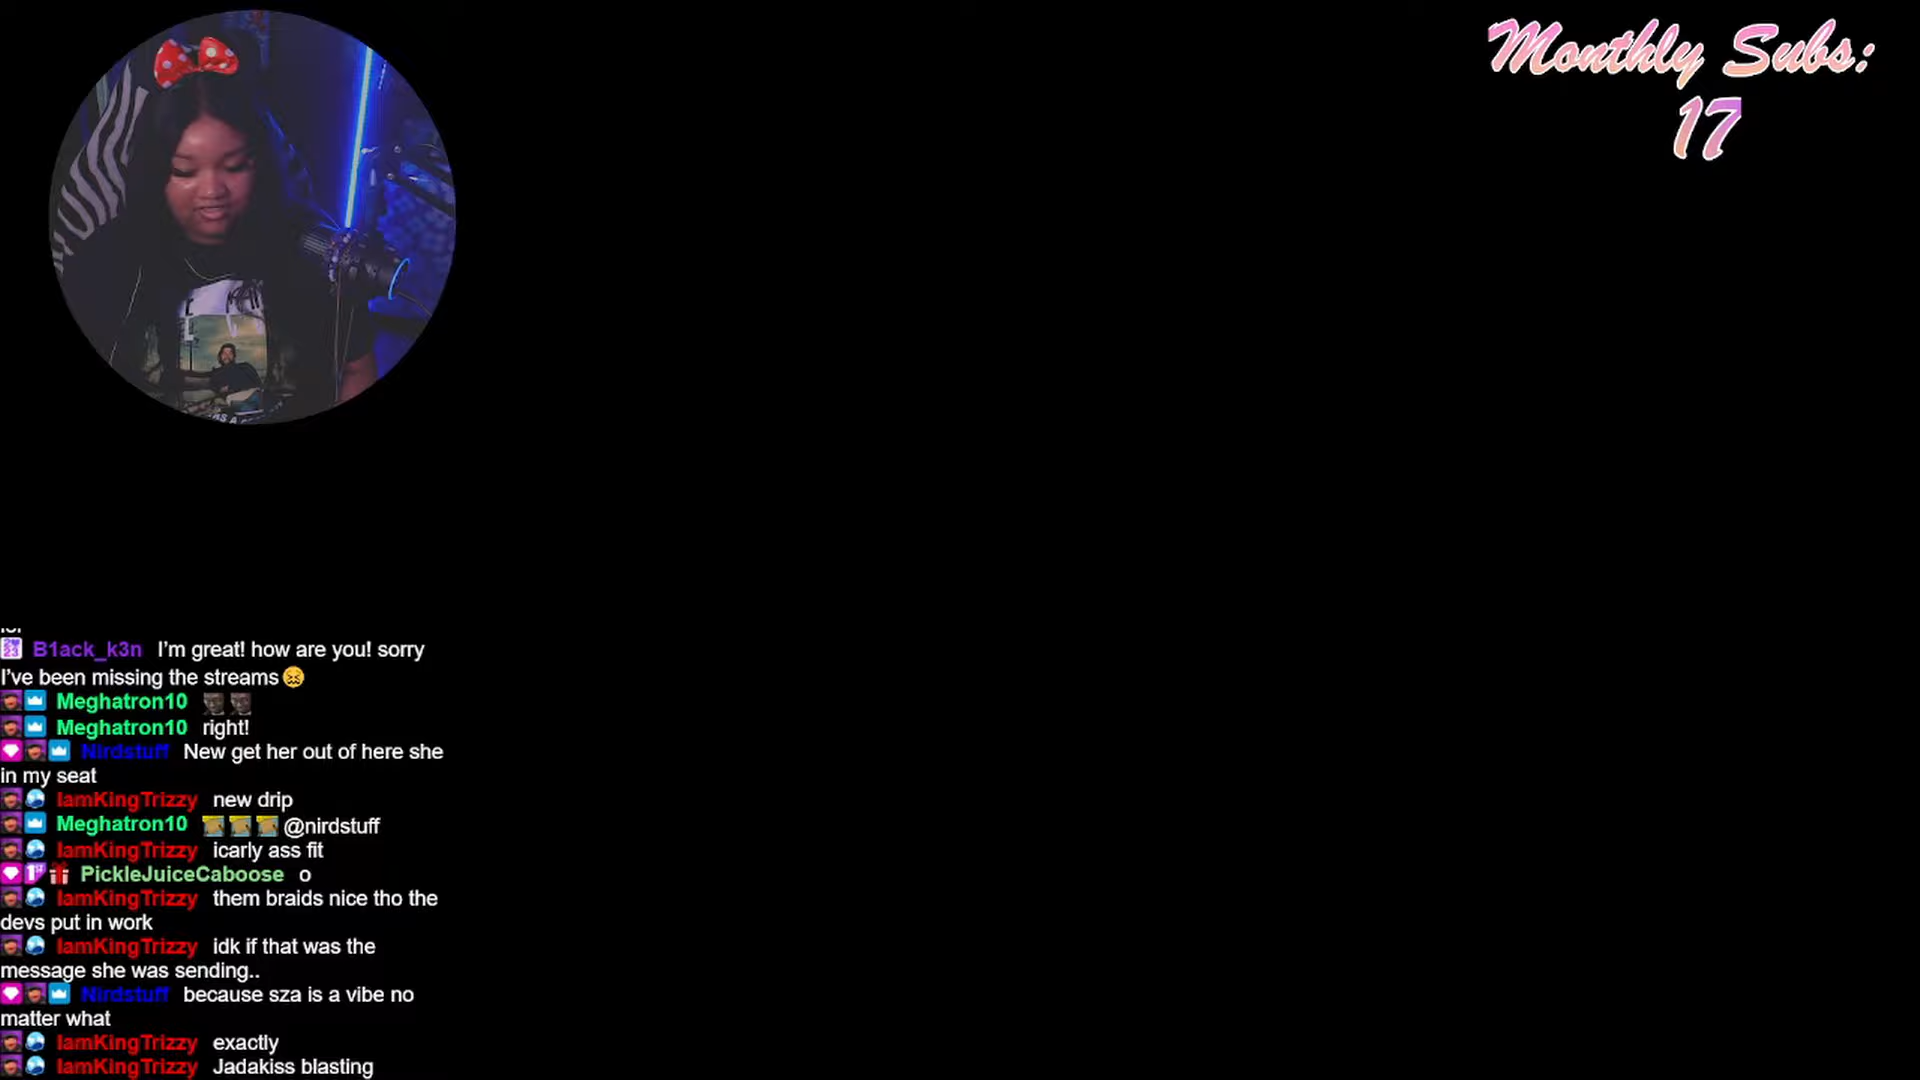 Monthly Subs:
17
B1ack_k3n I'm great! how are you! sorry
I've been missing the streams😖
Meghatron10
Meghatron10 right!
Nirdstuff New get her out of here she
in my seat
IamKingTrizzy new drip
Meghatron10 @nirdstuff
IamKingTrizzy icarly ass fit
PickleJuiceCaboose o
IamKingTrizzy them braids nice tho the
devs put in work
IamKingTrizzy idk if that was the
message she was sending..
Nirdstuff because sza is a vibe no
matter what
IamKingTrizzy exactly
IamKingTrizzy Jadakiss blasting